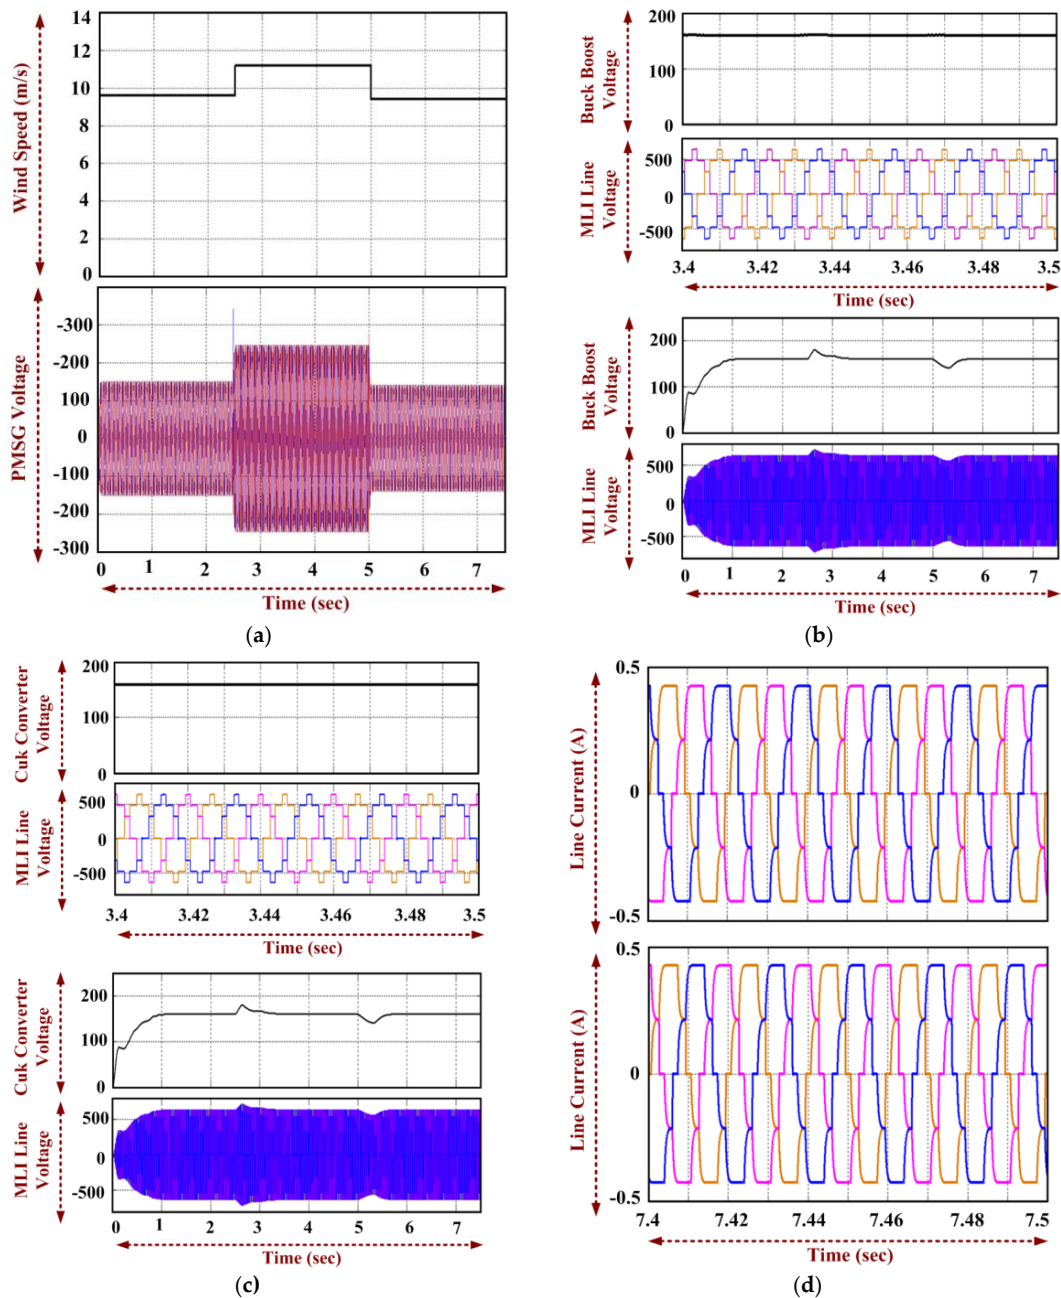 Wind Speed (m/s)
14
12
10
8
6
4
2
0
PMSG Voltage
-300
-200
100
0
-100
-200
-300
0 1 2 3 4 5 6 7
Time (sec)
(a)
Buck Boost
Voltage
200
100
0
MLI Line
Voltage
500
0
-500
3.4 3.42 3.44 3.46 3.48 3.5
Time (sec)
Buck Boost
Voltage
200
100
0
MLI Line
Voltage
500
0
-500
0 1 2 3 4 5 6 7
Time (sec)
(b)
Cuk Converter
Voltage
200
100
0
MLI Line
Voltage
500
0
-500
3.4 3.42 3.44 3.46 3.48 3.5
Time (sec)
Cuk Converter
Voltage
200
100
0
MLI Line
Voltage
500
0
-500
0 1 2 3 4 5 6 7
Time (sec)
(c)
Line Current (A)
0.5
0
-0.5
Line Current (A)
0.5
0
-0.5
7.4 7.42 7.44 7.46 7.48 7.5
Time (sec)
(d)